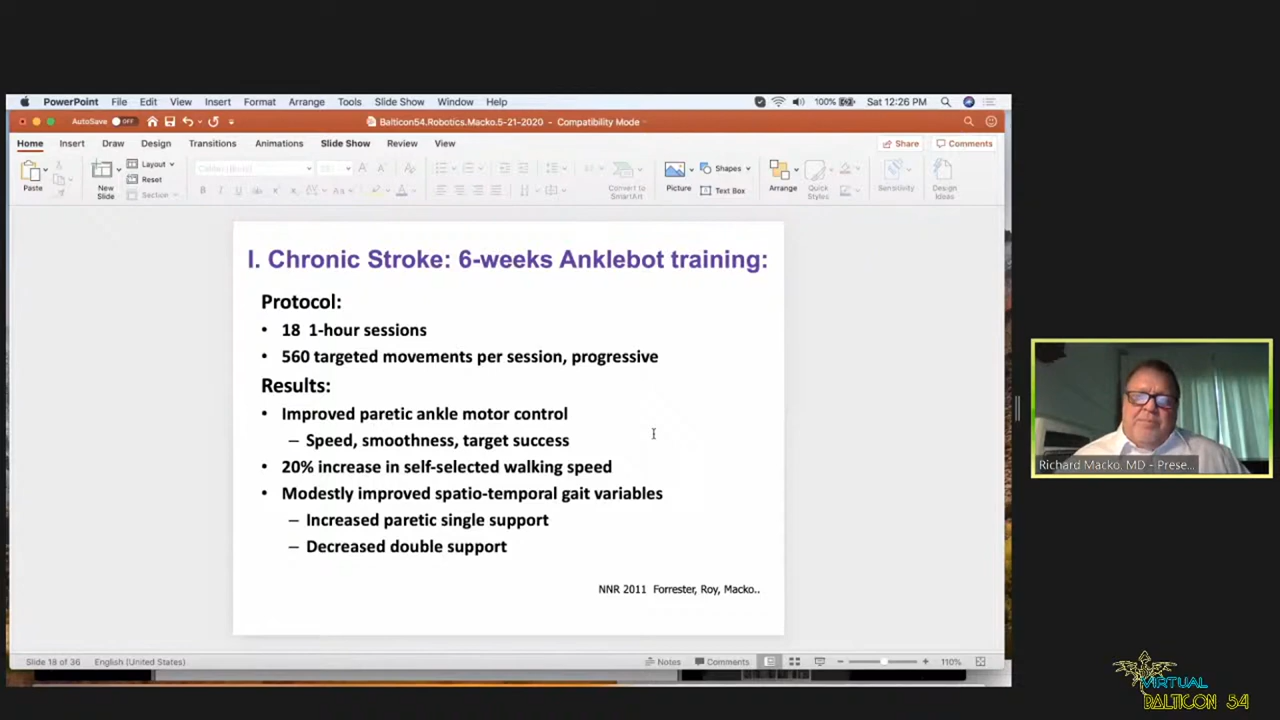 PowerPoint File Edit View Insert Format Arrange Tools Slide Show Window Help 100% Sat 12:26 PM
AutoSave OFF Balticon54.Robotics.Macko.5-21-2020 - Compatibility Mode
Home Insert Draw Design Transitions Animations Slide Show Review View Share Comments
Paste New Slide Layout Reset Section Convert to SmartArt Picture Shapes Text Box Arrange Quick Styles Sensitivity Design Ideas
I. Chronic Stroke: 6-weeks Anklebot training:
Protocol:
• 18 1-hour sessions
• 560 targeted movements per session, progressive
Results:
• Improved paretic ankle motor control
– Speed, smoothness, target success
• 20% increase in self-selected walking speed
• Modestly improved spatio-temporal gait variables
– Increased paretic single support
– Decreased double support
NNR 2011 Forrester, Roy, Macko..
Slide 18 of 36 English (United States) Notes Comments 110%
Richard Macko, MD - Prese...
VIRTUAL
BALTICON 54